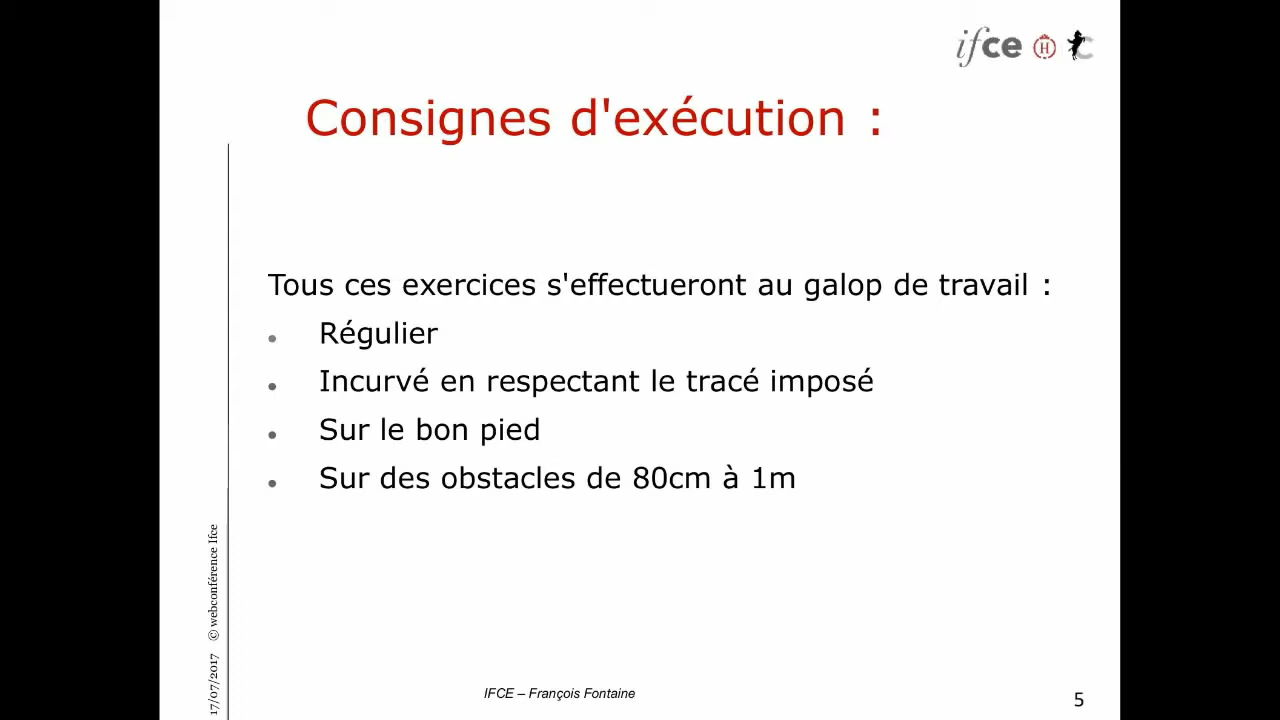 ifce
Consignes d'exécution :
Tous ces exercices s'effectueront au galop de travail :
• Régulier
• Incurvé en respectant le tracé imposé
• Sur le bon pied
• Sur des obstacles de 80cm à 1m
17/07/2017 © webconférence Ifce
IFCE – François Fontaine
5